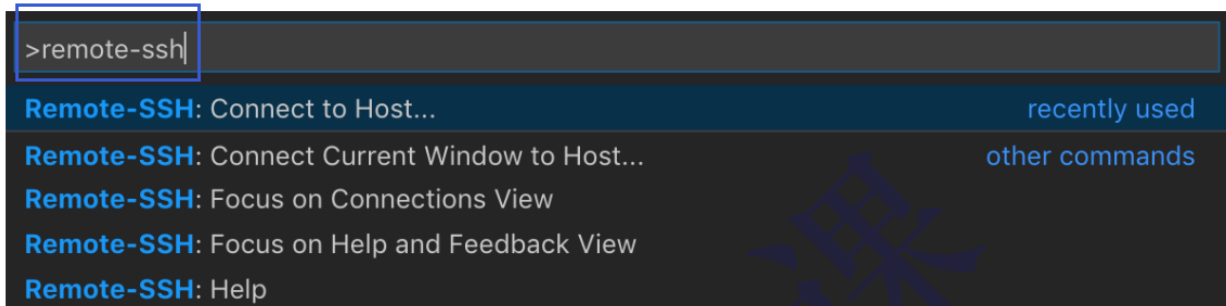 >remote-ssh
Remote-SSH: Connect to Host... recently used
Remote-SSH: Connect Current Window to Host... other commands
Remote-SSH: Focus on Connections View
Remote-SSH: Focus on Help and Feedback View
Remote-SSH: Help